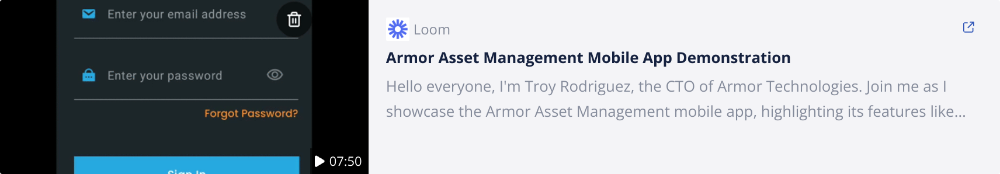 Enter your email address
Enter your password
Forgot Password?
Sign In
07:50
Loom
Armor Asset Management Mobile App Demonstration
Hello everyone, I'm Troy Rodriguez, the CTO of Armor Technologies. Join me as I
showcase the Armor Asset Management mobile app, highlighting its features like...